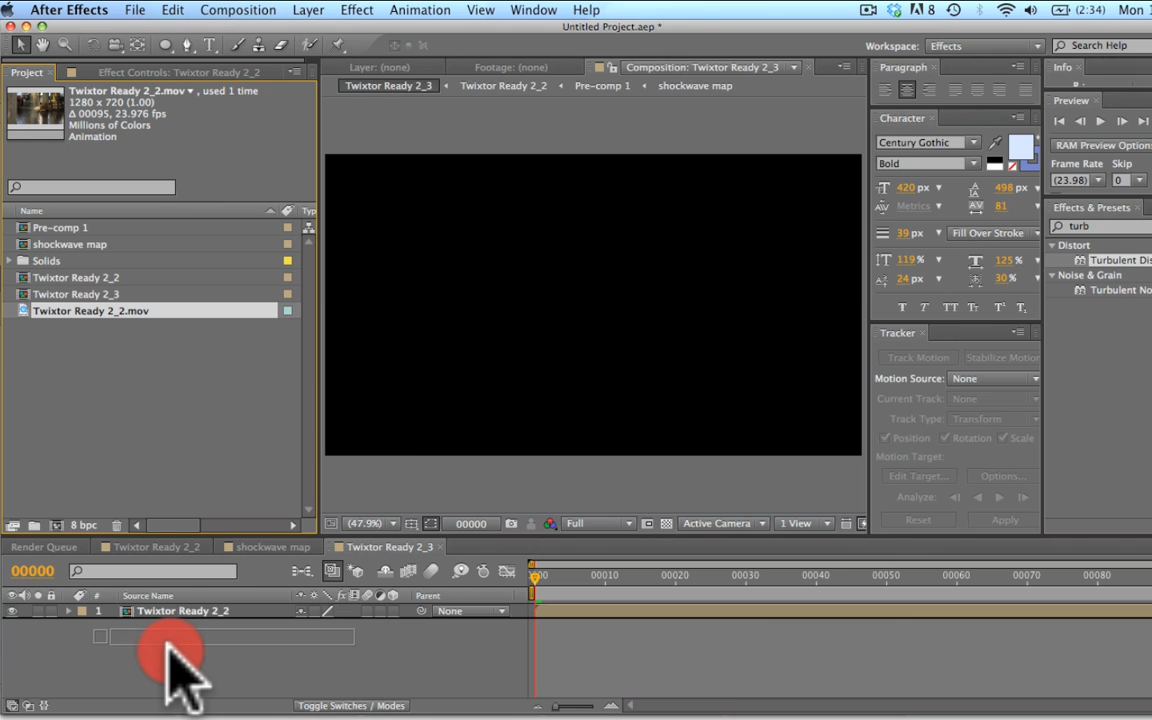 After Effects File Edit Composition Layer Effect Animation View Window Help 8 (2:34) Mon
Untitled Project.aep *
Workspace: Effects Search Help
Project Effect Controls: Twixtor Ready 2_2
Twixtor Ready 2_2.mov ▾ , used 1 time
1280 x 720 (1.00)
Δ 00095, 23.976 fps
Millions of Colors
Animation
Name Typ
Pre-comp 1
shockwave map
Solids
Twixtor Ready 2_2
Twixtor Ready 2_3
Twixtor Ready 2_2.mov
8 bpc
Layer: (none) Footage: (none) Composition: Twixtor Ready 2_3
Twixtor Ready 2_3 Twixtor Ready 2_2 Pre-comp 1 shockwave map
(47.9%) 00000 Full Active Camera 1 View
Paragraph
Character
Century Gothic
Bold
420 px 498 px
Metrics 81
39 px Fill Over Stroke
119 % 125 %
24 px 30 %
T T TT Tт T¹ T₁
Tracker
Track Motion Stabilize Motion
Motion Source: None
Current Track: None
Track Type: Transform
Position Rotation Scale
Motion Target:
Edit Target... Options...
Analyze:
Reset Apply
Info
Preview
RAM Preview Options
Frame Rate Skip
(23.98) 0
Effects & Presets
turb
Distort
Turbulent Dis
Noise & Grain
Turbulent No
Render Queue Twixtor Ready 2_2 shockwave map Twixtor Ready 2_3
00000
:00 00010 00020 00030 00040 00050 00060 00070 00080
# Source Name Parent
1 Twixtor Ready 2_2 None
Toggle Switches / Modes